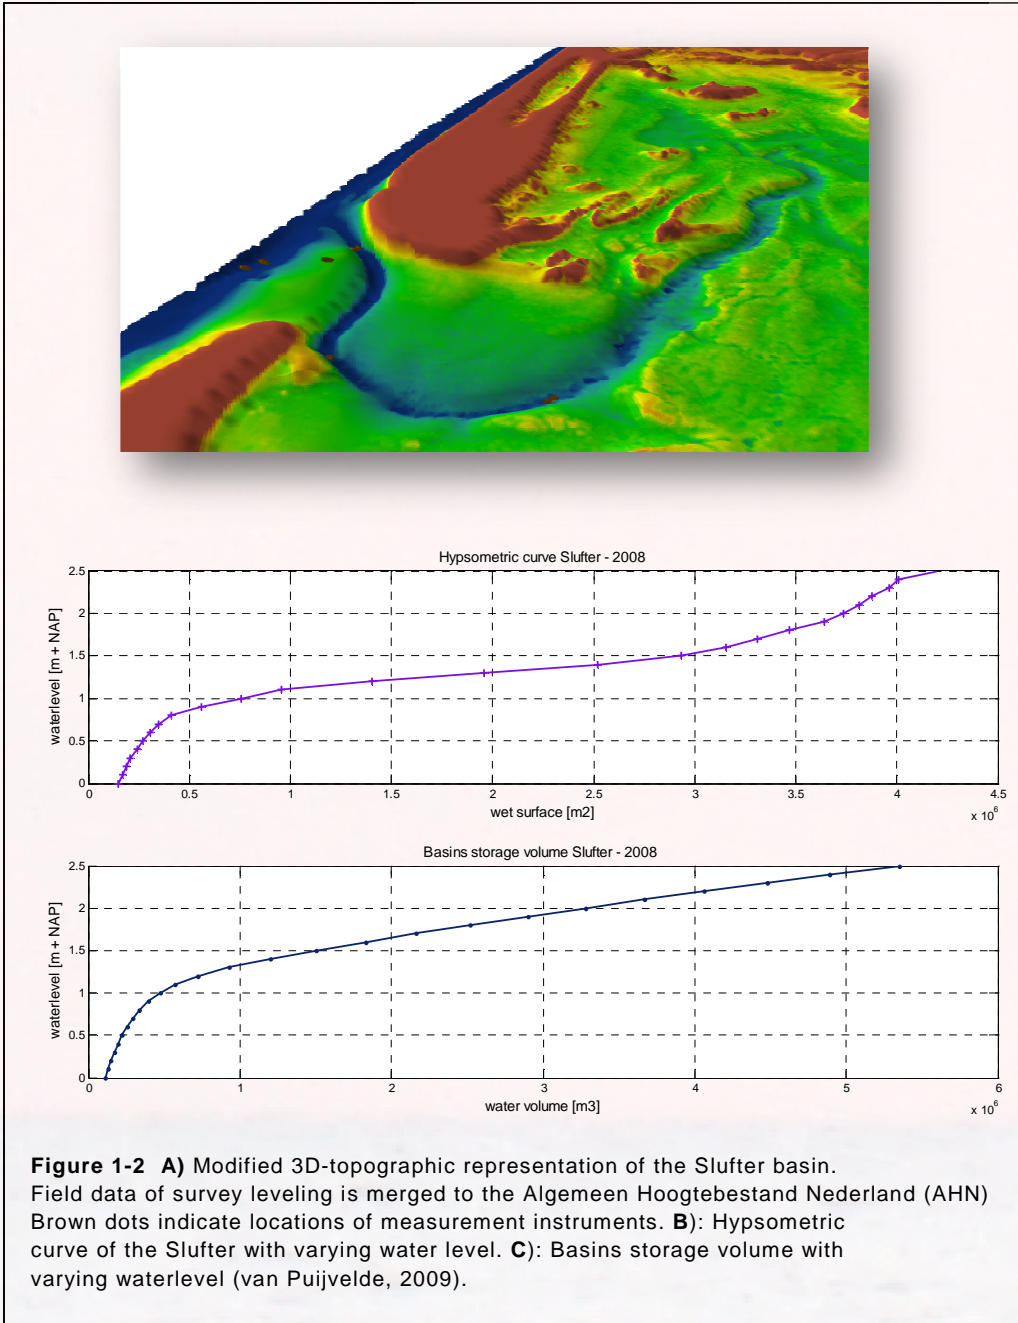 Hypsometric curve Slufter - 2008
2.5
2
1.5
1
0.5
0
waterlevel [m + NAP]
0 0.5 1 1.5 2 2.5 3 3.5 4 4.5
wet surface [m2]
x 10^6
Basins storage volume Slufter - 2008
2.5
2
1.5
1
0.5
0
waterlevel [m + NAP]
0 1 2 3 4 5 6
water volume [m3]
x 10^6
Figure 1-2 A) Modified 3D-topographic representation of the Slufter basin.
Field data of survey leveling is merged to the Algemeen Hoogtebestand Nederland (AHN)
Brown dots indicate locations of measurement instruments. B): Hypsometric
curve of the Slufter with varying water level. C): Basins storage volume with
varying waterlevel (van Puijvelde, 2009).